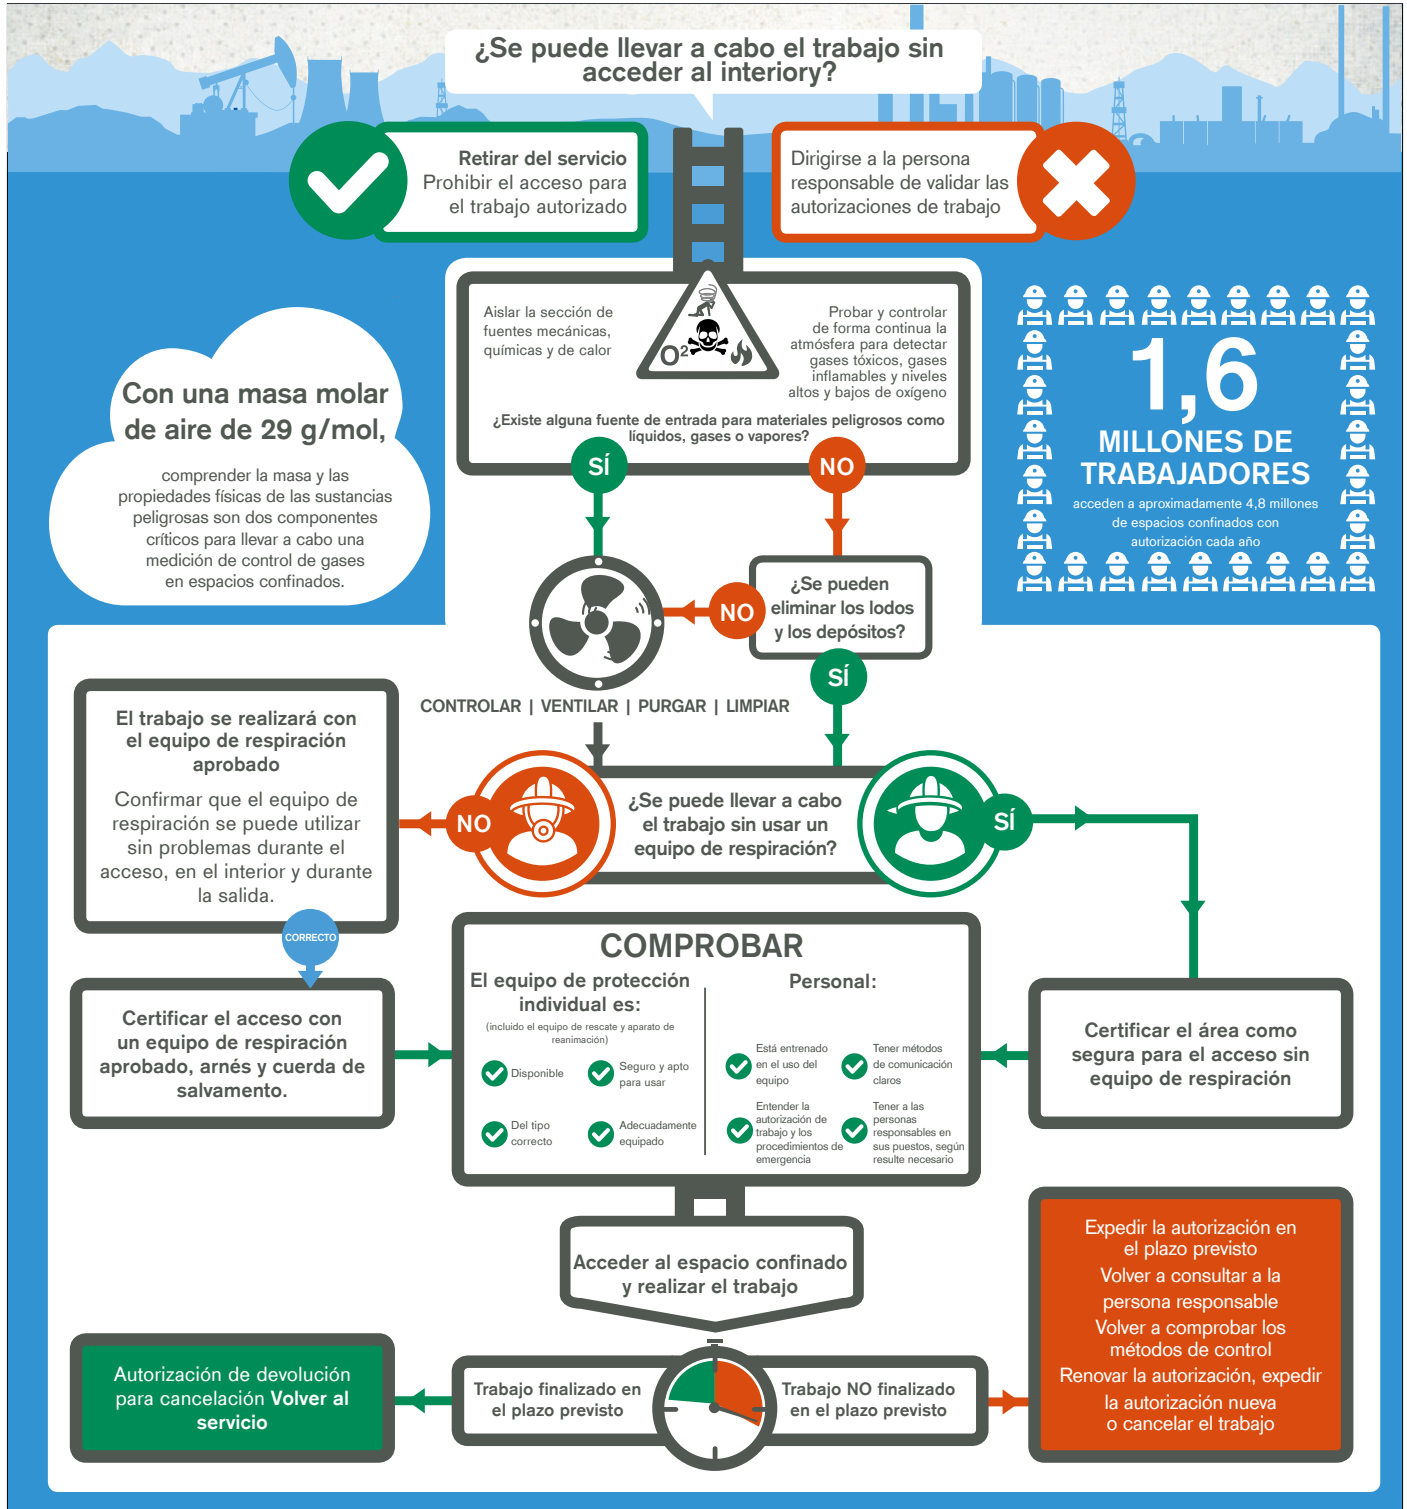 ¿Se puede llevar a cabo el trabajo sin
acceder al interiory?
Retirar del servicio
Prohibir el acceso para
el trabajo autorizado
Dirigirse a la persona
responsable de validar las
autorizaciones de trabajo
Aislar la sección de
fuentes mecánicas,
químicas y de calor
O²
Probar y controlar
de forma continua la
atmósfera para detectar
gases tóxicos, gases
inflamables y niveles
altos y bajos de oxígeno
¿Existe alguna fuente de entrada para materiales peligrosos como
líquidos, gases o vapores?
SÍ
NO
Con una masa molar
de aire de 29 g/mol,
comprender la masa y las
propiedades físicas de las sustancias
peligrosas son dos componentes
críticos para llevar a cabo una
medición de control de gases
en espacios confinados.
1,6
MILLONES DE
TRABAJADORES
acceden a aproximadamente 4,8 millones
de espacios confinados con
autorización cada año
¿Se pueden
eliminar los lodos
y los depósitos?
NO
SÍ
CONTROLAR | VENTILAR | PURGAR | LIMPIAR
El trabajo se realizará con
el equipo de respiración
aprobado
Confirmar que el equipo de
respiración se puede utilizar
sin problemas durante el
acceso, en el interior y durante
la salida.
NO
¿Se puede llevar a cabo
el trabajo sin usar un
equipo de respiración?
SÍ
CORRECTO
Certificar el acceso con
un equipo de respiración
aprobado, arnés y cuerda de
salvamento.
COMPROBAR
El equipo de protección
individual es:
(incluido el equipo de rescate y aparato de
reanimación)
Disponible
Seguro y apto
para usar
Del tipo
correcto
Adecuadamente
equipado
Personal:
Está entrenado
en el uso del
equipo
Tener métodos
de comunicación
claros
Entender la
autorización de
trabajo y los
procedimientos de
emergencia
Tener a las
personas
responsables en
sus puestos, según
resulte necesario
Certificar el área como
segura para el acceso sin
equipo de respiración
Acceder al espacio confinado
y realizar el trabajo
Autorización de devolución
para cancelación Volver al
servicio
Trabajo finalizado en
el plazo previsto
Trabajo NO finalizado
en el plazo previsto
Expedir la autorización en
el plazo previsto
Volver a consultar a la
persona responsable
Volver a comprobar los
métodos de control
Renovar la autorización, expedir
la autorización nueva
o cancelar el trabajo